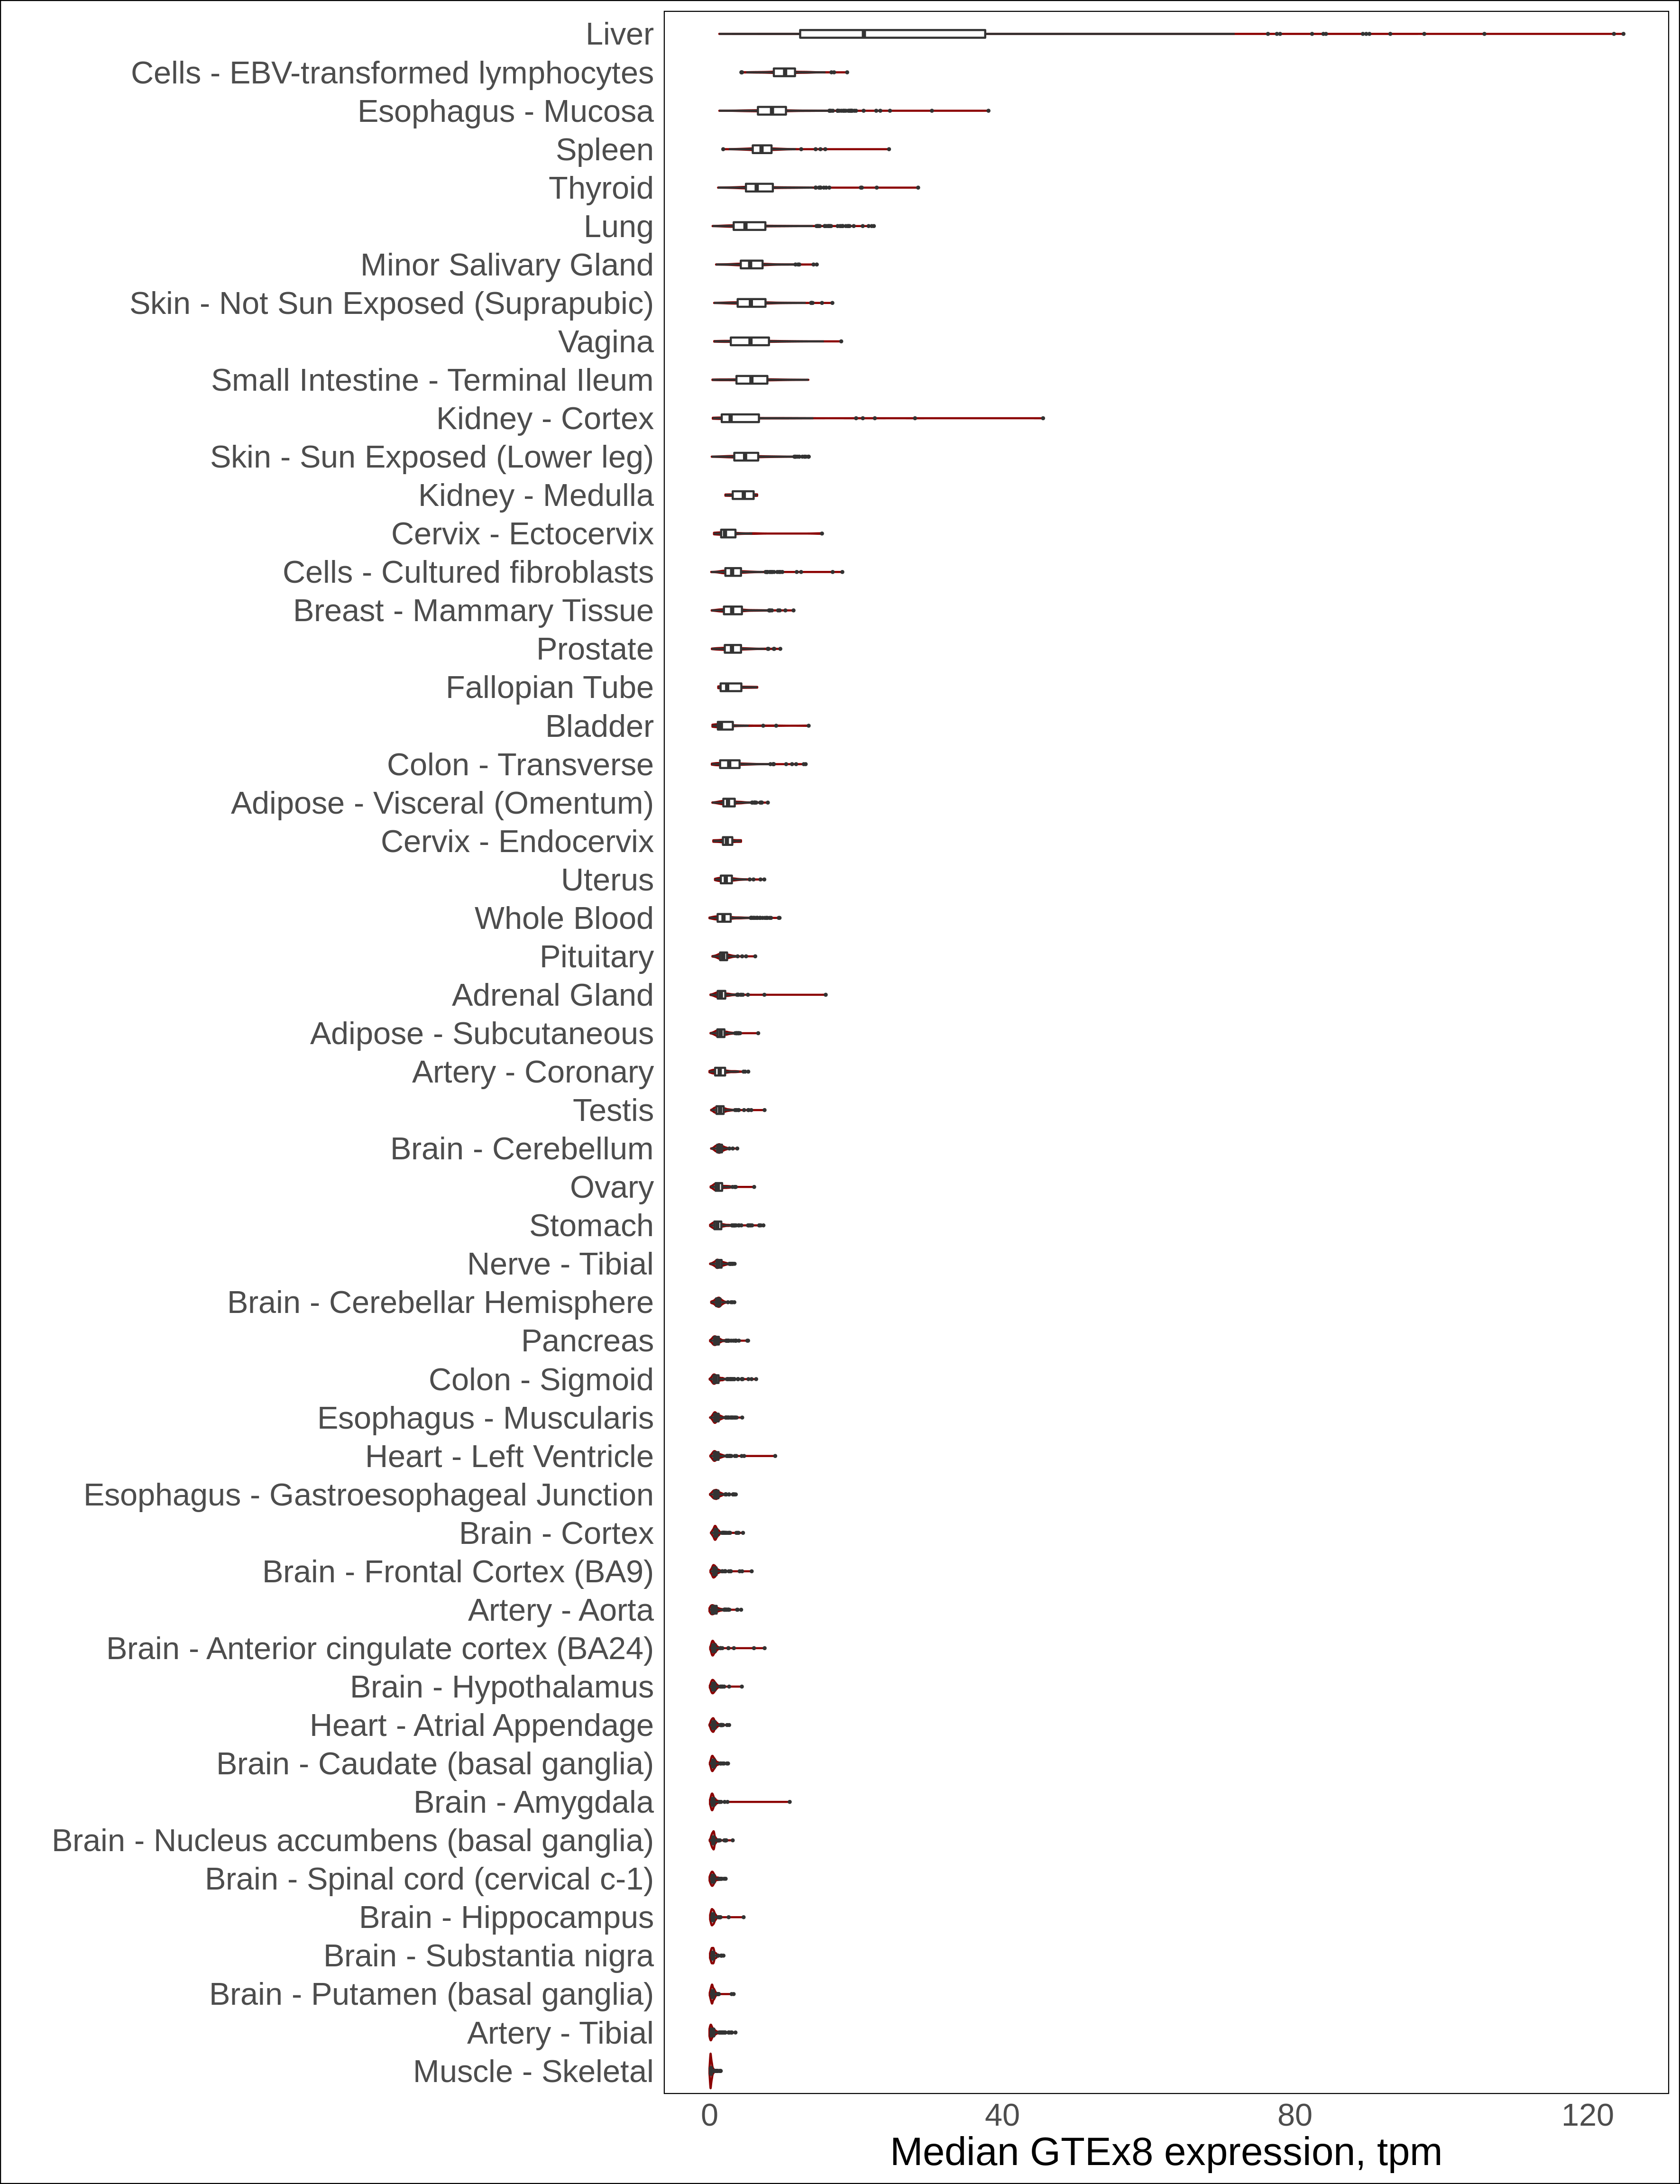 Liver
Cells - EBV-transformed lymphocytes
Esophagus - Mucosa
Spleen
Thyroid
Lung
Minor Salivary Gland
Skin - Not Sun Exposed (Suprapubic)
Vagina
Small Intestine - Terminal Ileum
Kidney - Cortex
Skin - Sun Exposed (Lower leg)
Kidney - Medulla
Cervix - Ectocervix
Cells - Cultured fibroblasts
Breast - Mammary Tissue
Prostate
Fallopian Tube
Bladder
Colon - Transverse
Adipose - Visceral (Omentum)
Cervix - Endocervix
Uterus
Whole Blood
Pituitary
Adrenal Gland
Adipose - Subcutaneous
Artery - Coronary
Testis
Brain - Cerebellum
Ovary
Stomach
Nerve - Tibial
Brain - Cerebellar Hemisphere
Pancreas
Colon - Sigmoid
Esophagus - Muscularis
Heart - Left Ventricle
Esophagus - Gastroesophageal Junction
Brain - Cortex
Brain - Frontal Cortex (BA9)
Artery - Aorta
Brain - Anterior cingulate cortex (BA24)
Brain - Hypothalamus
Heart - Atrial Appendage
Brain - Caudate (basal ganglia)
Brain - Amygdala
Brain - Nucleus accumbens (basal ganglia)
Brain - Spinal cord (cervical c-1)
Brain - Hippocampus
Brain - Substantia nigra
Brain - Putamen (basal ganglia)
Artery - Tibial
Muscle - Skeletal
0 40 80 120
Median GTEx8 expression, tpm